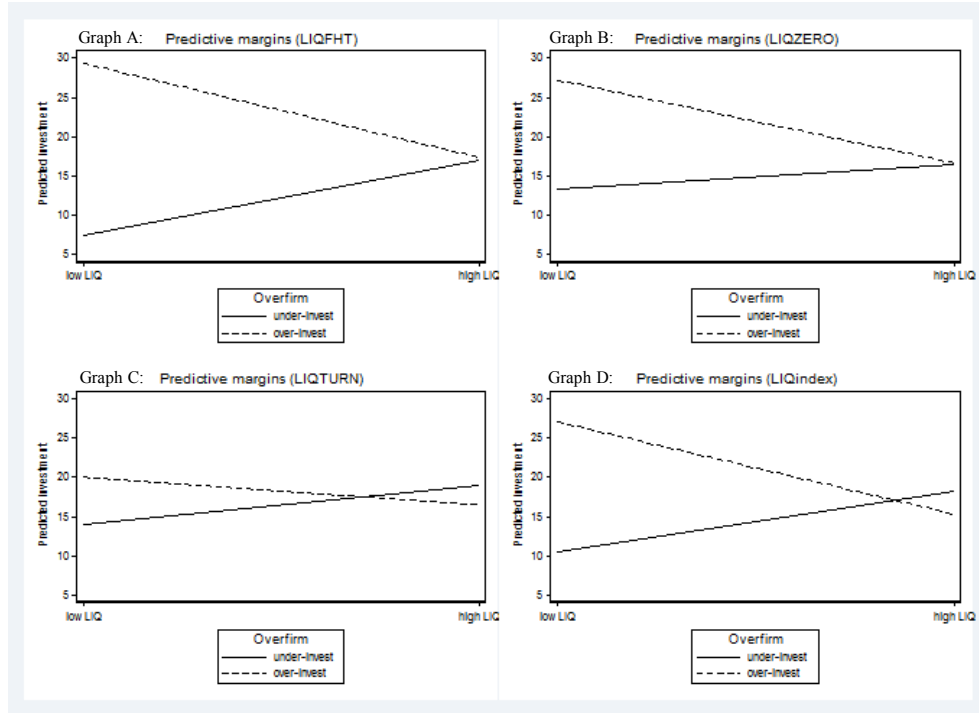 Graph A: Predictive margins (LIQFHT)
30
25
20
15
10
5
Predicted Investment
low LIQ high LIQ
Overfirm
under-invest
over-invest
Graph B: Predictive margins (LIQZERO)
30
25
20
15
10
5
Predicted Investment
low LIQ high LIQ
Overfirm
under-invest
over-invest
Graph C: Predictive margins (LIQTURN)
30
25
20
15
10
5
Predicted Investment
low LIQ high LIQ
Overfirm
under-invest
over-invest
Graph D: Predictive margins (LIQindex)
30
25
20
15
10
5
Predicted Investment
low LIQ high LIQ
Overfirm
under-invest
over-invest